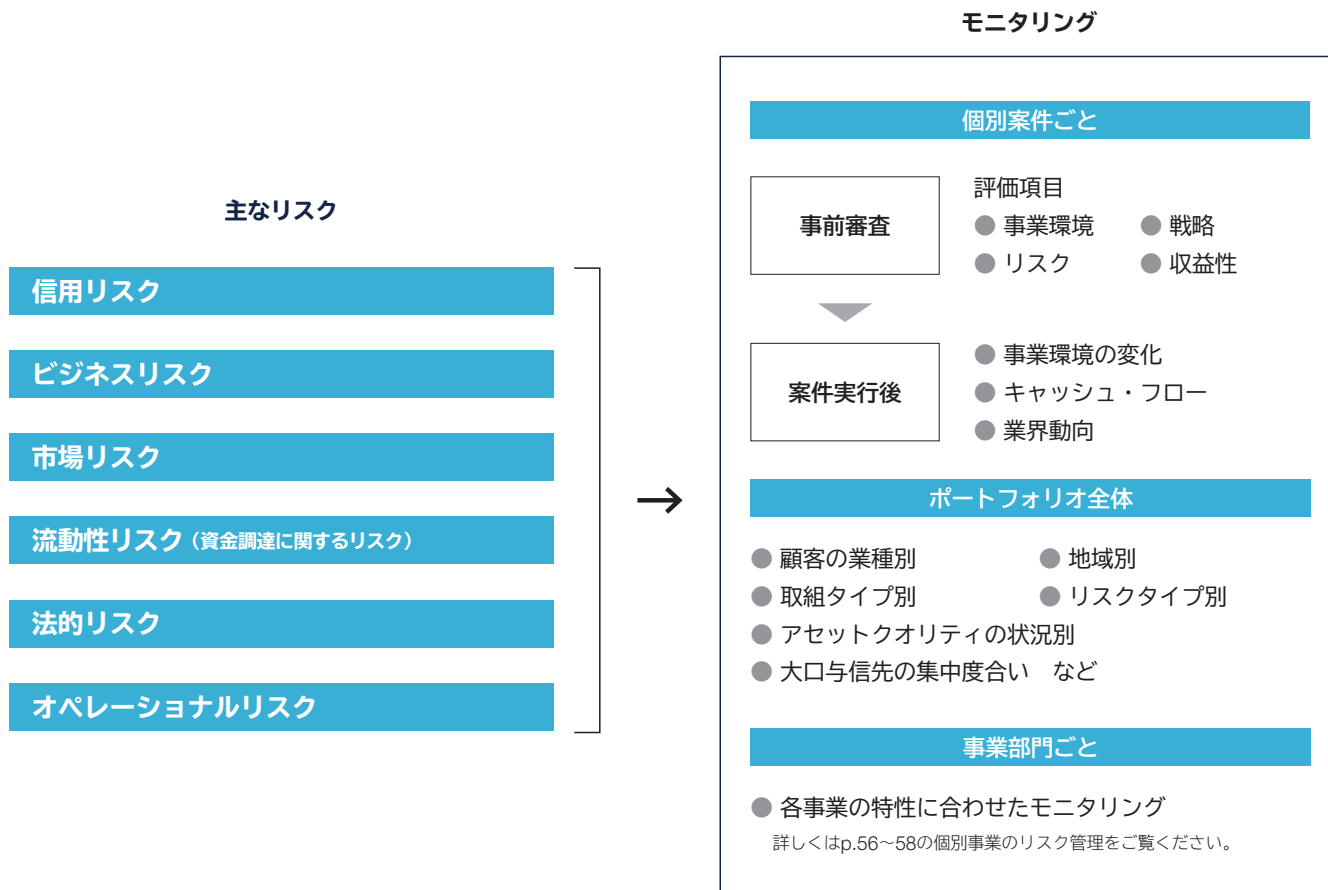 主なリスク
信用リスク
ビジネスリスク
市場リスク
流動性リスク（資金調達に関するリスク）
法的リスク
オペレーショナルリスク
→
モニタリング
個別案件ごと
事前審査
評価項目
● 事業環境 ● 戦略
● リスク ● 収益性
案件実行後
● 事業環境の変化
● キャッシュ・フロー
● 業界動向
ポートフォリオ全体
● 顧客の業種別 ● 地域別
● 取組タイプ別 ● リスクタイプ別
● アセットクオリティの状況別
● 大口与信先の集中度合い　など
事業部門ごと
● 各事業の特性に合わせたモニタリング
詳しくはp.56〜58の個別事業のリスク管理をご覧ください。